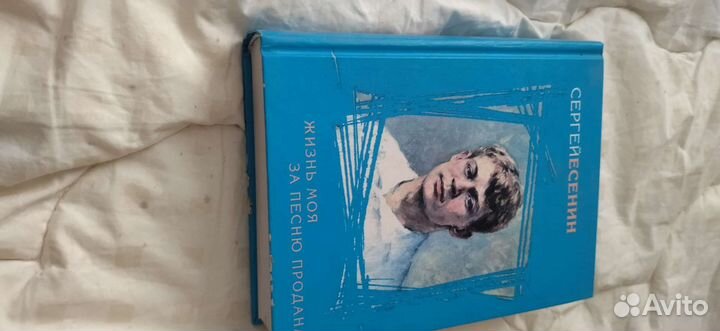 СЕРГЕЙЕСЕНИН
ЖИЗНЬ МОЯ
ЗА ПЕСНЮ ПРОДАН
Avito